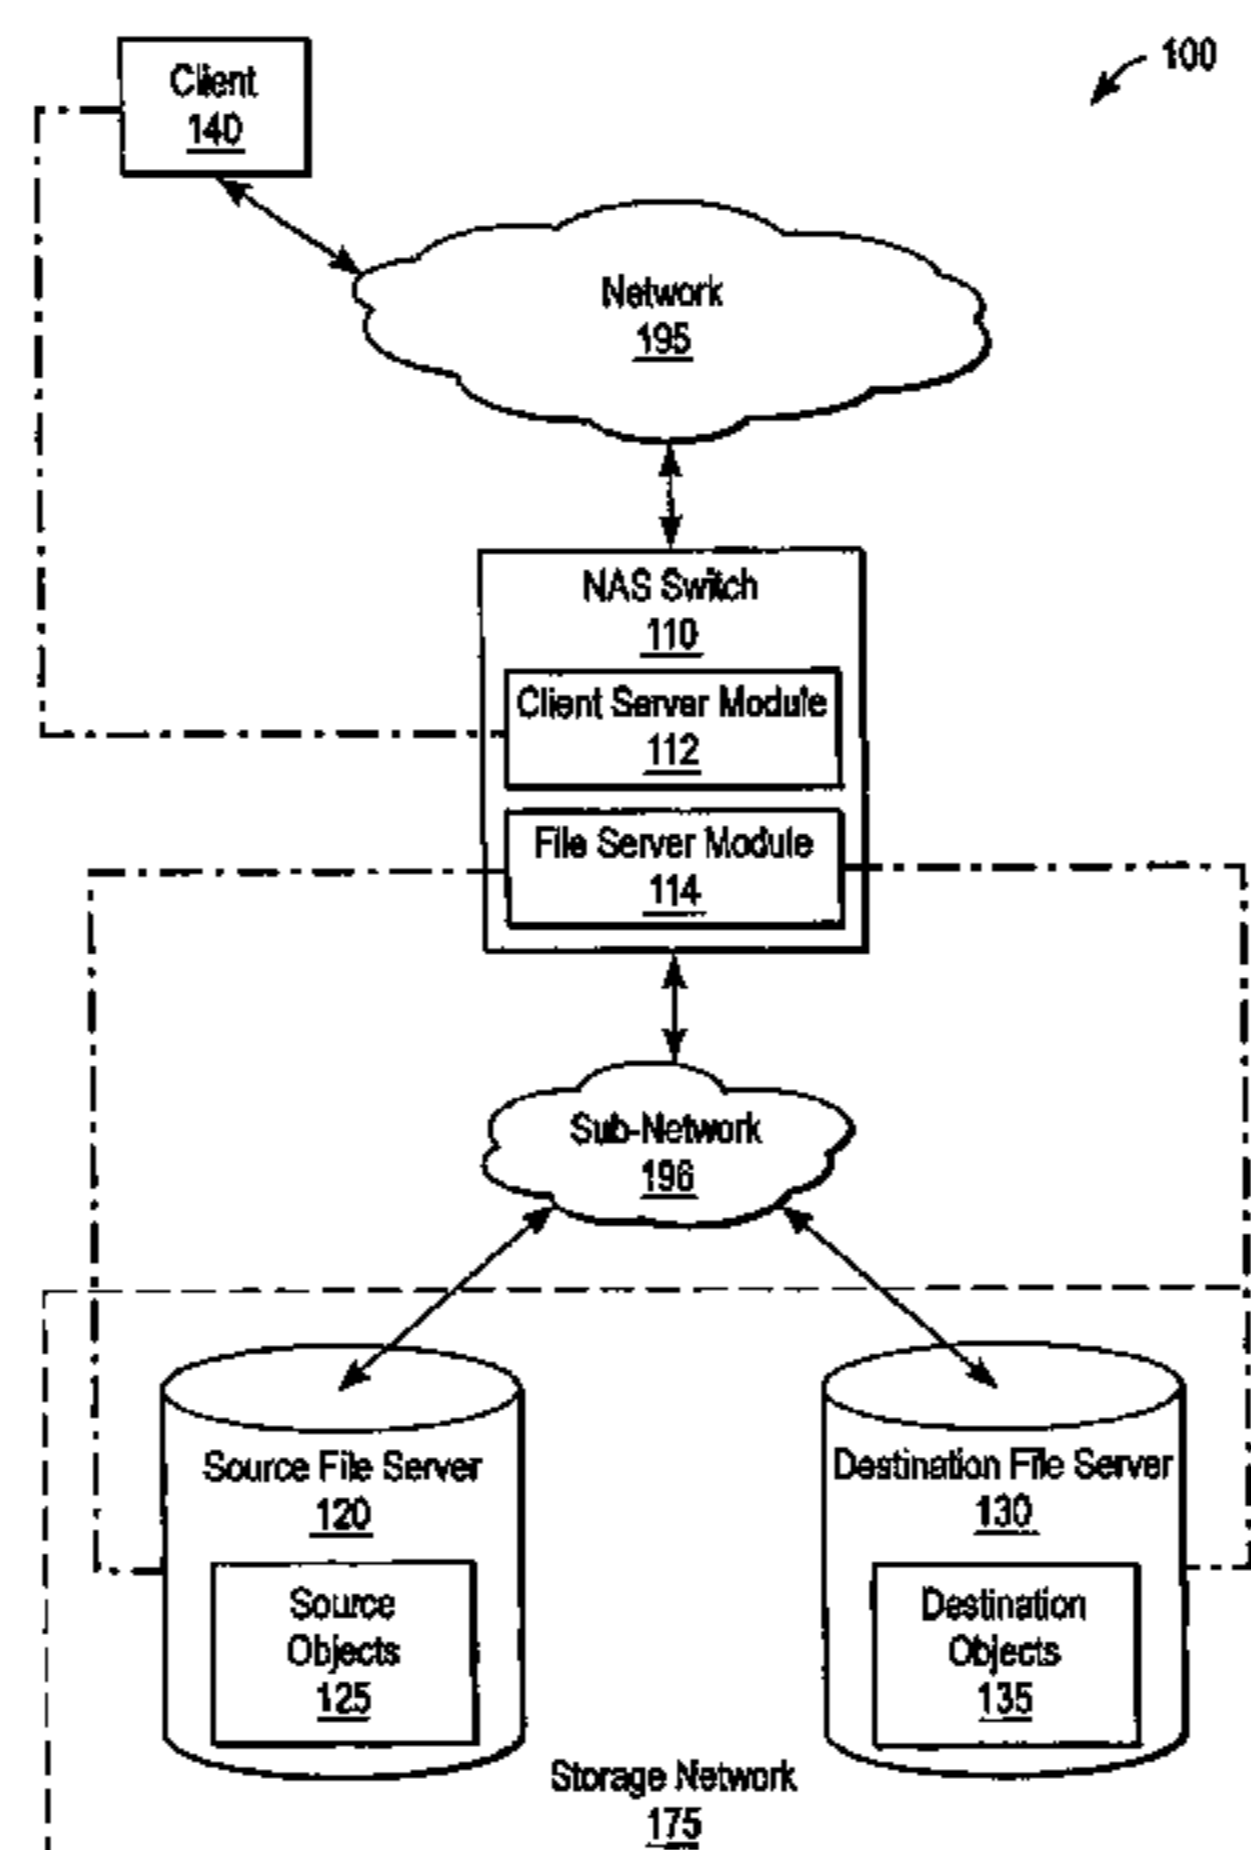 100
Client
140
Network
195
NAS Switch
110
Client Server Module
112
File Server Module
114
Sub-Network
196
Source File Server
120
Source
Objects
125
Destination File Server
130
Destination
Objects
135
Storage Network
175